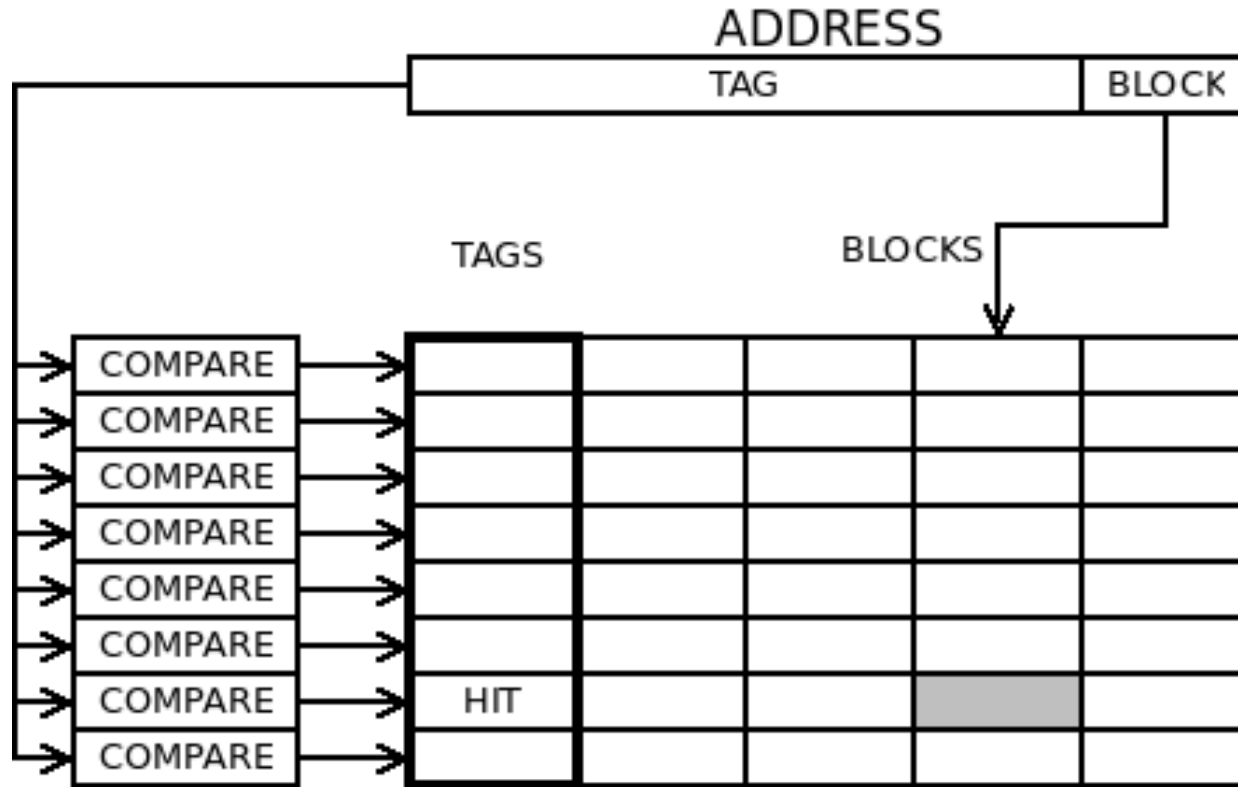 ADDRESS
TAG BLOCK
TAGS BLOCKS
COMPARE
COMPARE
COMPARE
COMPARE
COMPARE
COMPARE
COMPARE HIT
COMPARE